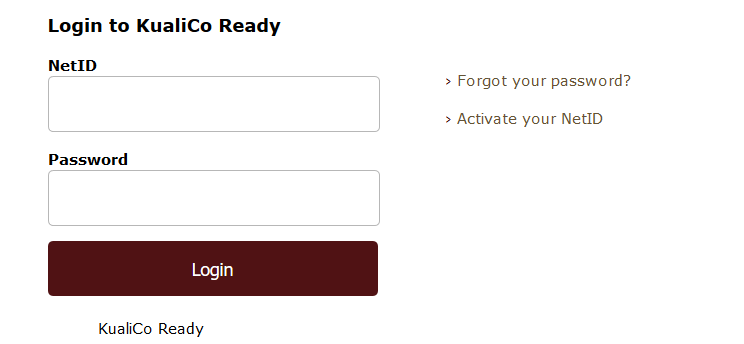 Login to KualiCo Ready
NetID
› Forgot your password?
› Activate your NetID
Password
Login
KualiCo Ready